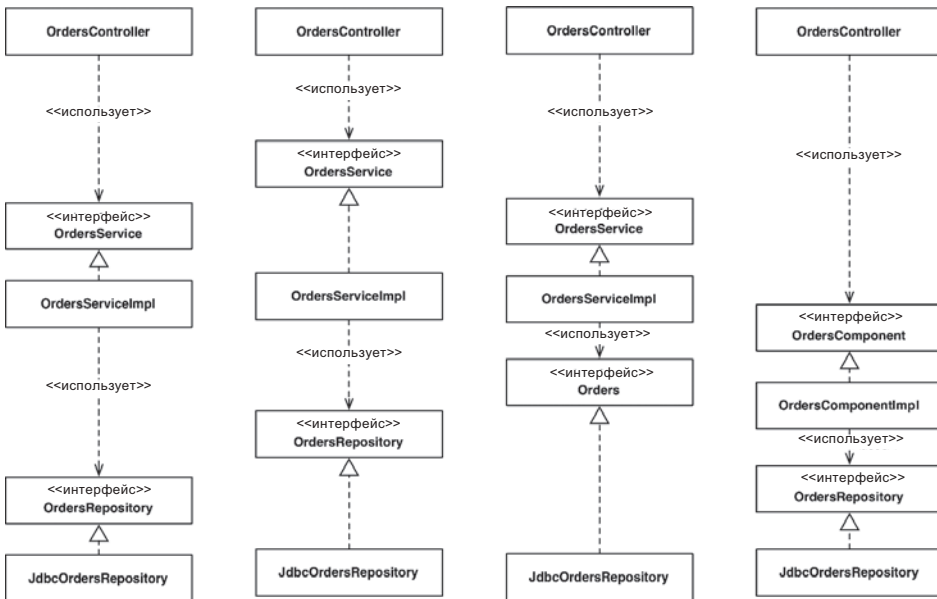 OrdersController
<<использует>>
<<интерфейс>>
OrdersService
OrdersServiceImpl
<<использует>>
<<интерфейс>>
OrdersRepository
JdbcOrdersRepository
OrdersController
<<использует>>
<<интерфейс>>
OrdersService
OrdersServiceImpl
<<использует>>
<<интерфейс>>
OrdersRepository
JdbcOrdersRepository
OrdersController
<<использует>>
<<интерфейс>>
OrdersService
OrdersServiceImpl
<<использует>>
<<интерфейс>>
Orders
JdbcOrdersRepository
OrdersController
<<использует>>
<<интерфейс>>
OrdersComponent
OrdersComponentImpl
<<использует>>
<<интерфейс>>
OrdersRepository
JdbcOrdersRepository